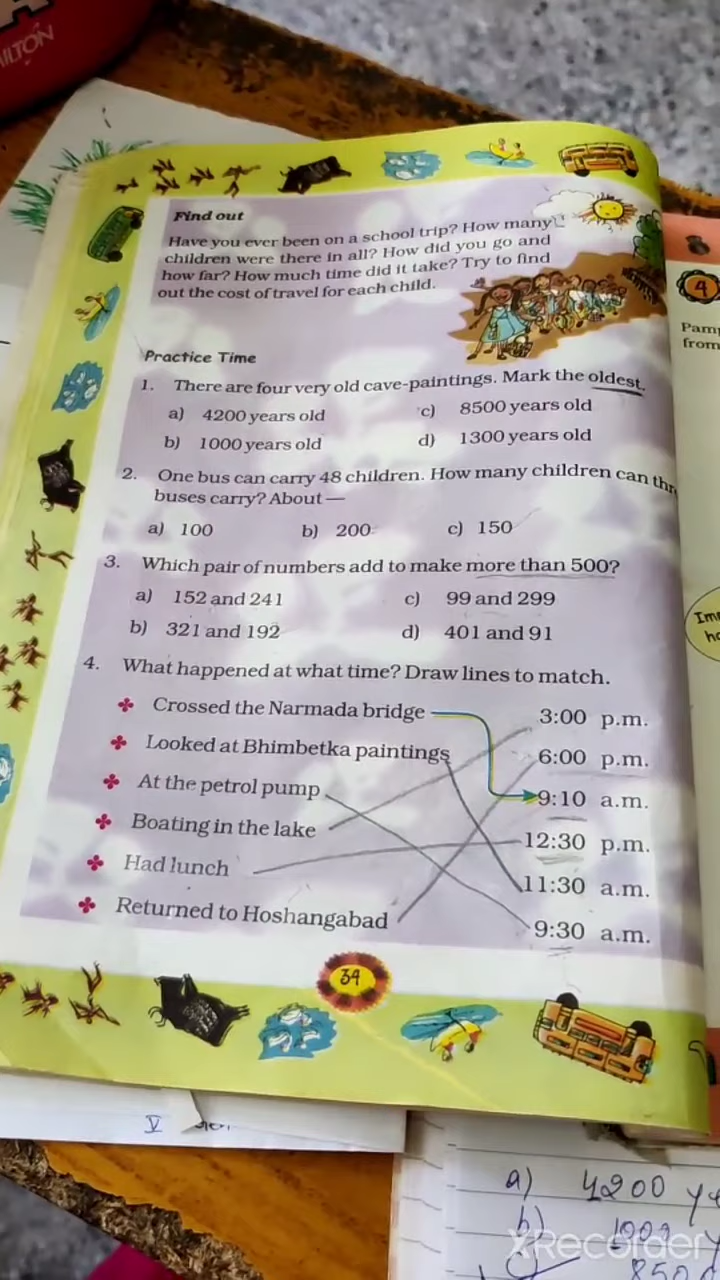 ILTON
Find out
Have you ever been on a school trip? How many
children were there in all? How did you go and
how far? How much time did it take? Try to find
out the cost of travel for each child.
Practice Time
1. There are four very old cave-paintings. Mark the oldest.
a) 4200 years old c) 8500 years old
b) 1000 years old d) 1300 years old
2. One bus can carry 48 children. How many children can
buses carry? About —
a) 100 b) 200 c) 150
3. Which pair of numbers add to make more than 500?
a) 152 and 241 c) 99 and 299
b) 321 and 192 d) 401 and 91
4. What happened at what time? Draw lines to match.
Crossed the Narmada bridge 3:00 p.m.
Looked at Bhimbetka paintings 6:00 p.m.
At the petrol pump 9:10 a.m.
Boating in the lake 12:30 p.m.
Had lunch 11:30 a.m.
Returned to Hoshangabad 9:30 a.m.
34
4
from
V
a) 4200
b)
XRecorder